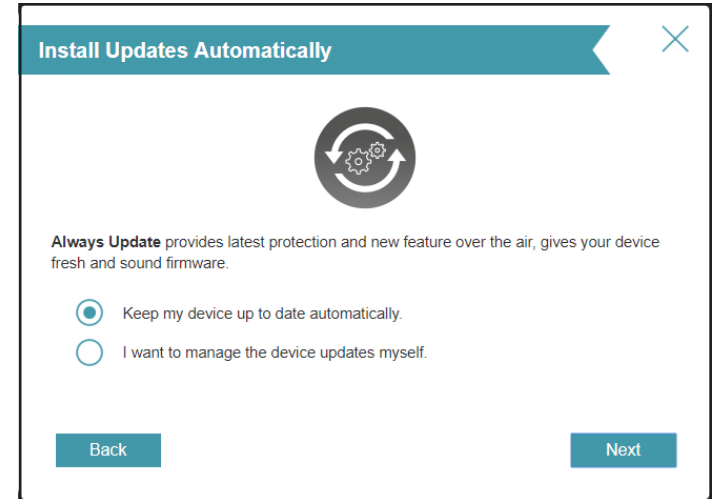 Install Updates Automatically
Always Update provides latest protection and new feature over the air, gives your device
fresh and sound firmware.
Keep my device up to date automatically.
I want to manage the device updates myself.
Back
Next